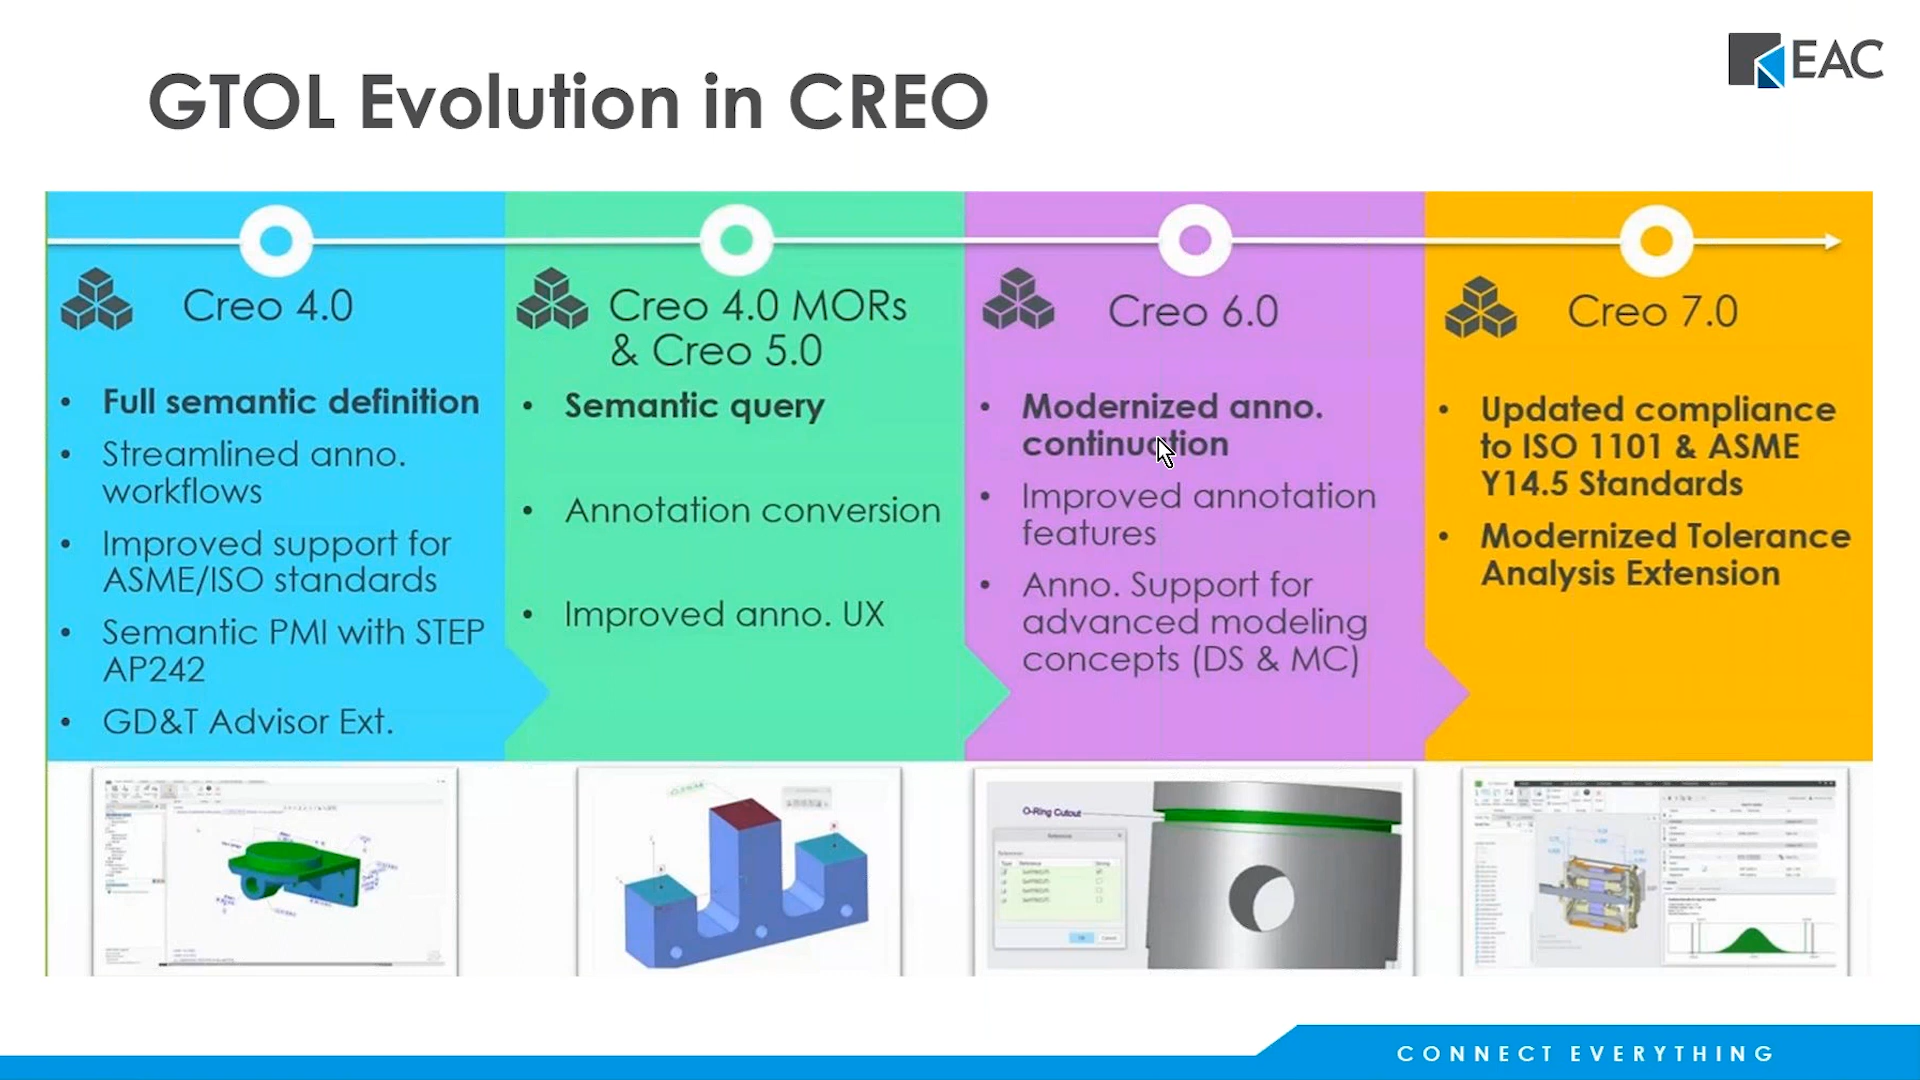 EAC
GTOL Evolution in CREO
Creo 4.0
• Full semantic definition
• Streamlined anno.
workflows
• Improved support for
ASME/ISO standards
• Semantic PMI with STEP
AP242
• GD&T Advisor Ext.
Creo 4.0 MORs
& Creo 5.0
• Semantic query
• Annotation conversion
• Improved anno. UX
Creo 6.0
• Modernized anno.
continuation
• Improved annotation
features
• Anno. Support for
advanced modeling
concepts (DS & MC)
Creo 7.0
• Updated compliance
to ISO 1101 & ASME
Y14.5 Standards
• Modernized Tolerance
Analysis Extension
O-Ring Cutout
CONNECT EVERYTHING